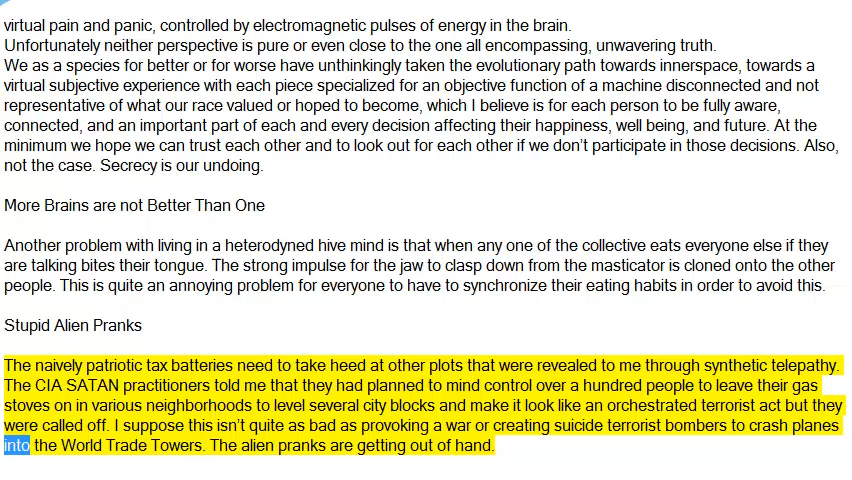 virtual pain and panic, controlled by electromagnetic pulses of energy in the brain.
Unfortunately neither perspective is pure or even close to the one all encompassing, unwavering truth.
We as a species for better or for worse have unthinkingly taken the evolutionary path towards innerspace, towards a
virtual subjective experience with each piece specialized for an objective function of a machine disconnected and not
representative of what our race valued or hoped to become, which I believe is for each person to be fully aware,
connected, and an important part of each and every decision affecting their happiness, well being, and future. At the
minimum we hope we can trust each other and to look out for each other if we don’t participate in those decisions. Also,
not the case. Secrecy is our undoing.
More Brains are not Better Than One
Another problem with living in a heterodyned hive mind is that when any one of the collective eats everyone else if they
are talking bites their tongue. The strong impulse for the jaw to clasp down from the masticator is cloned onto the other
people. This is quite an annoying problem for everyone to have to synchronize their eating habits in order to avoid this.
Stupid Alien Pranks
The naively patriotic tax batteries need to take heed at other plots that were revealed to me through synthetic telepathy.
The CIA SATAN practitioners told me that they had planned to mind control over a hundred people to leave their gas
stoves on in various neighborhoods to level several city blocks and make it look like an orchestrated terrorist act but they
were called off. I suppose this isn’t quite as bad as provoking a war or creating suicide terrorist bombers to crash planes
into the World Trade Towers. The alien pranks are getting out of hand.